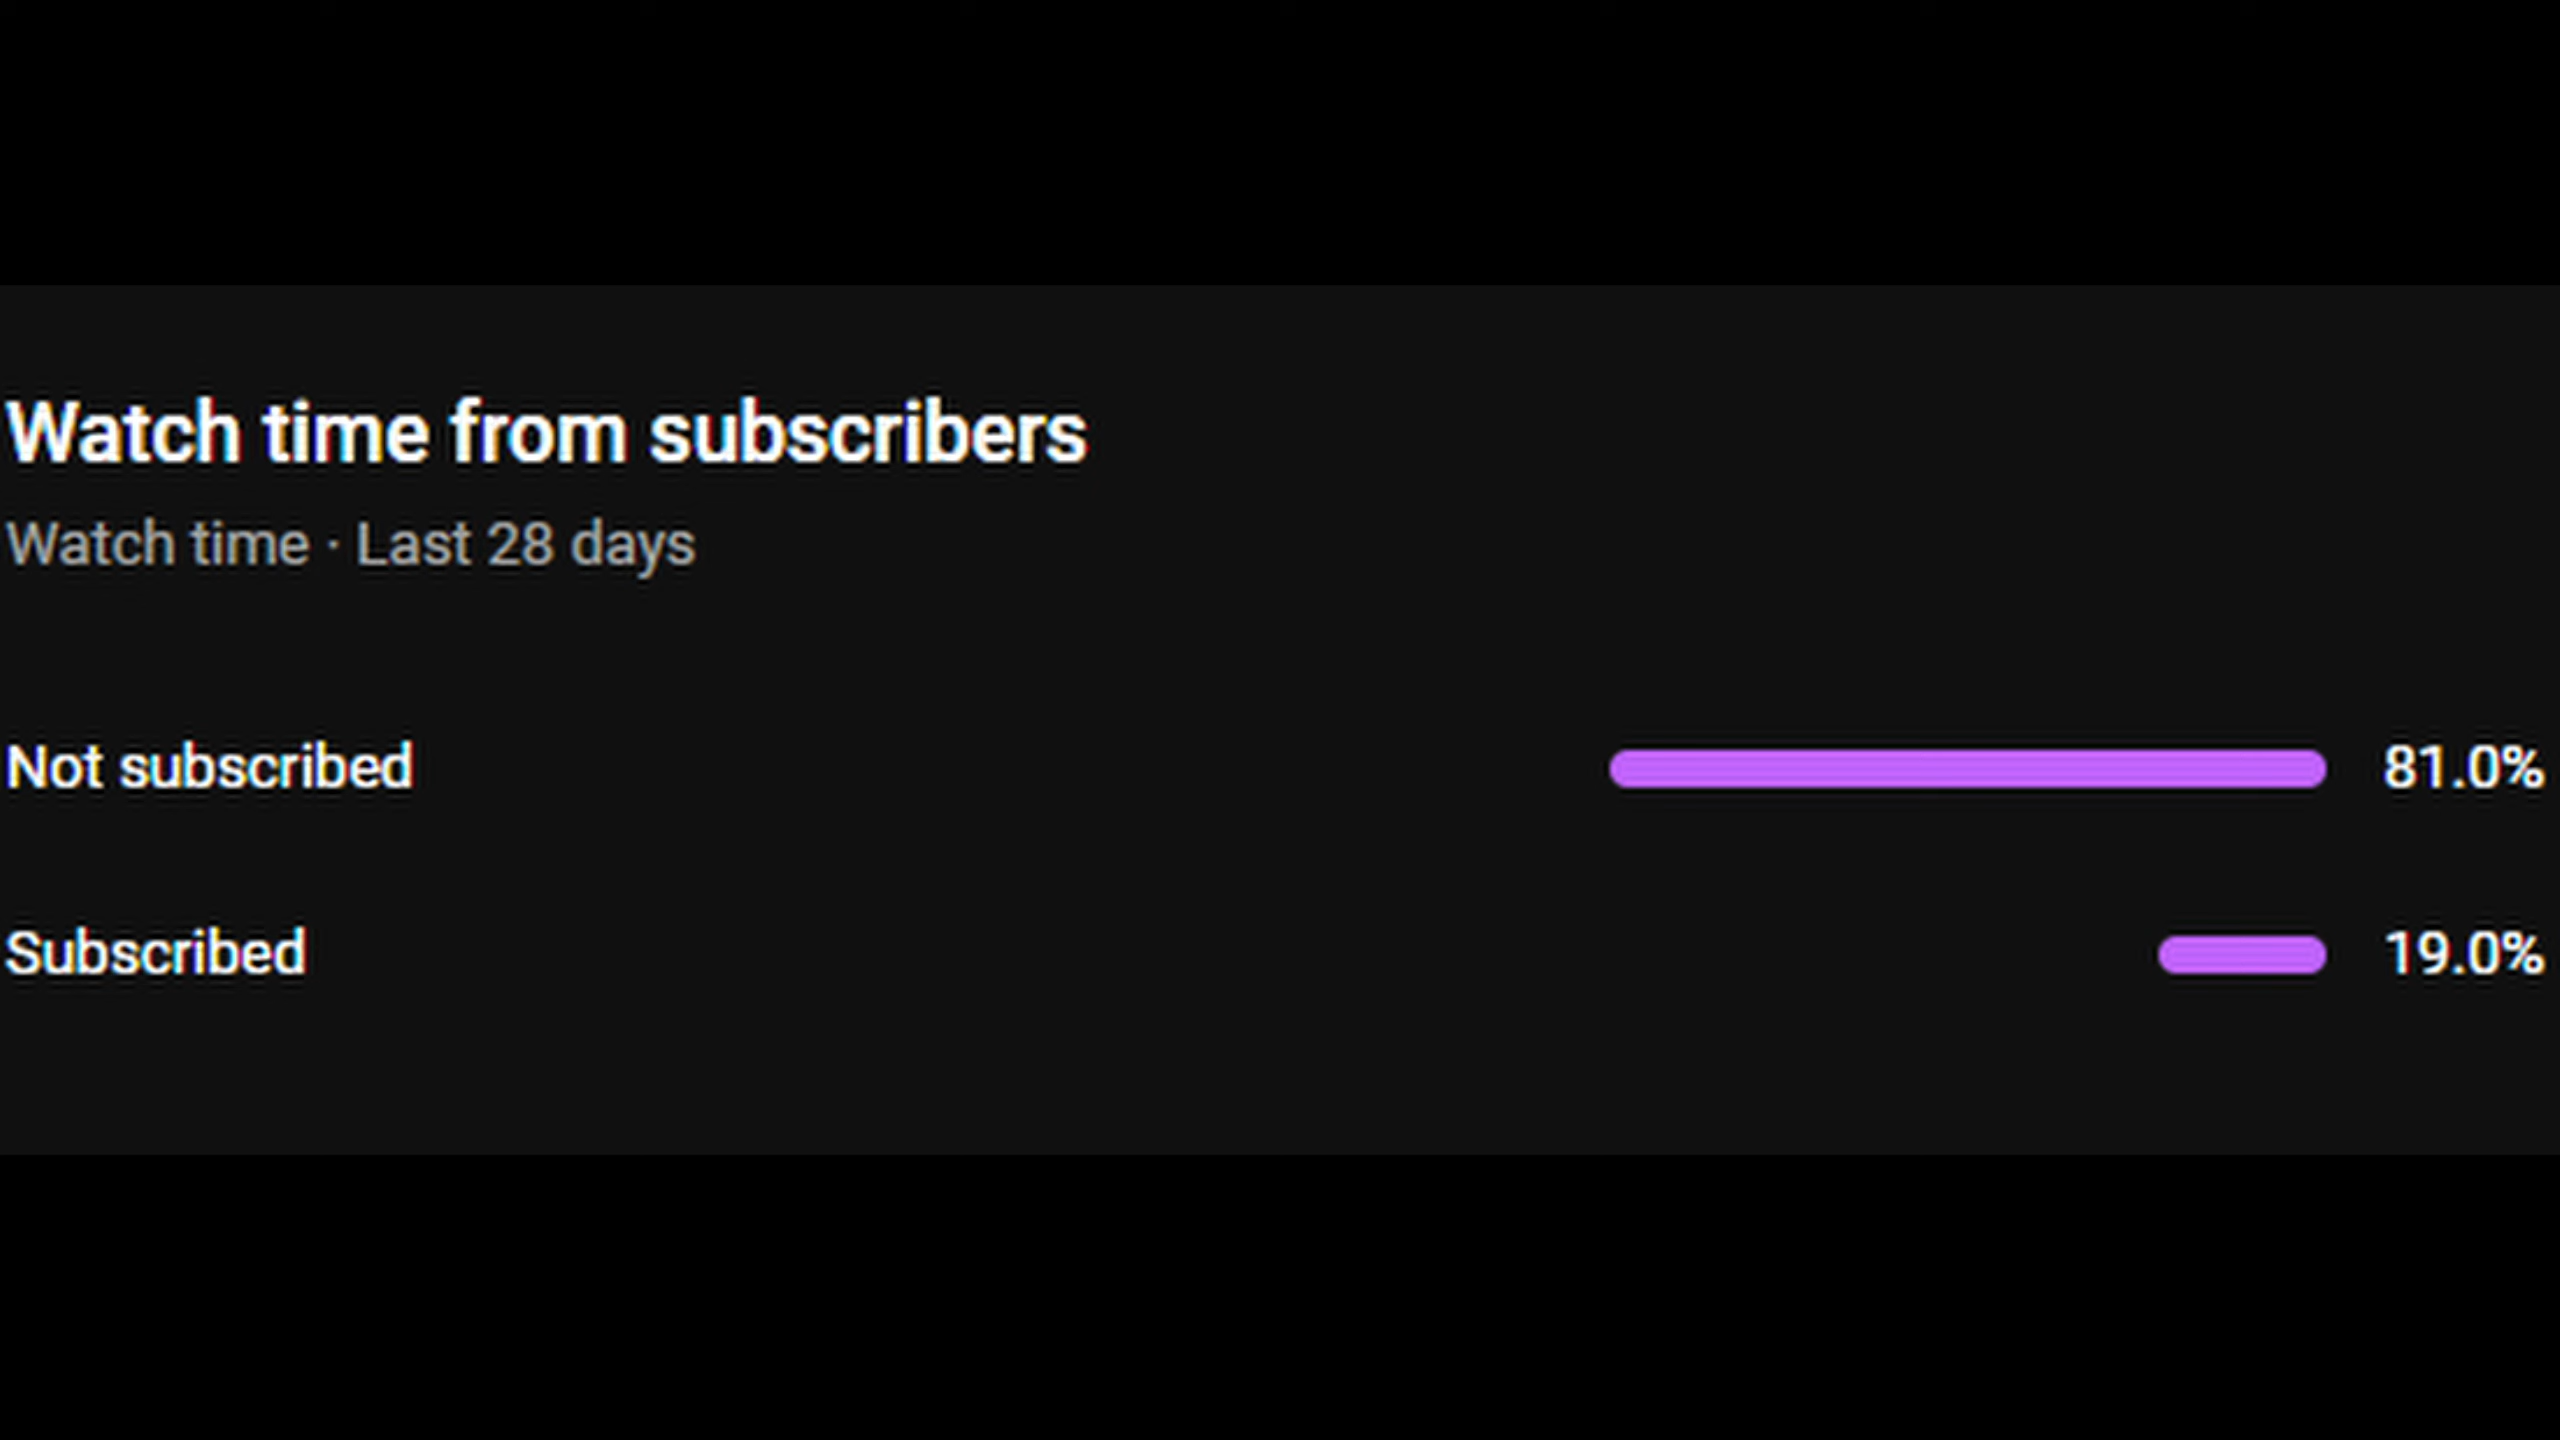 Watch time from subscribers
Watch time · Last 28 days
Not subscribed 81.0%
Subscribed 19.0%